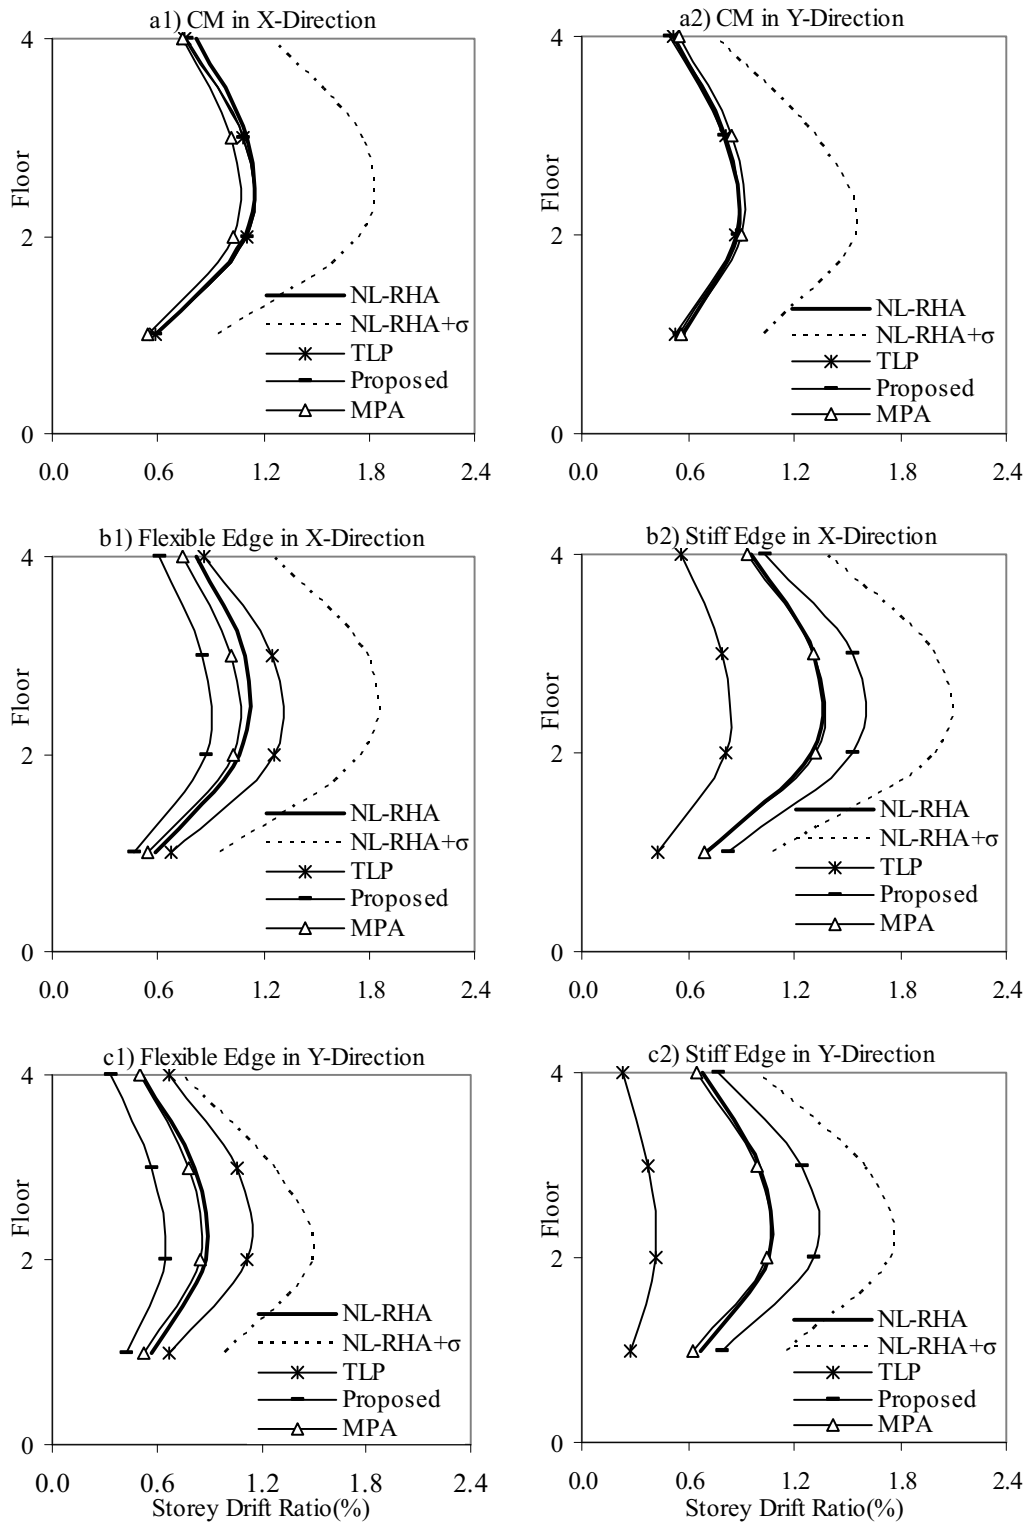 a1) CM in X-Direction
4
2
0
Floor
0.0 0.6 1.2 1.8 2.4
NL-RHA
NL-RHA+σ
TLP
Proposed
MPA
a2) CM in Y-Direction
4
2
0
Floor
0.0 0.6 1.2 1.8 2.4
NL-RHA
NL-RHA+σ
TLP
Proposed
MPA
b1) Flexible Edge in X-Direction
4
2
0
Floor
0.0 0.6 1.2 1.8 2.4
NL-RHA
NL-RHA+σ
TLP
Proposed
MPA
b2) Stiff Edge in X-Direction
4
2
0
Floor
0.0 0.6 1.2 1.8 2.4
NL-RHA
NL-RHA+σ
TLP
Proposed
MPA
c1) Flexible Edge in Y-Direction
4
2
0
Floor
0.0 0.6 1.2 1.8 2.4
Storey Drift Ratio(%)
NL-RHA
NL-RHA+σ
TLP
Proposed
MPA
c2) Stiff Edge in Y-Direction
4
2
0
Floor
0.0 0.6 1.2 1.8 2.4
Storey Drift Ratio(%)
NL-RHA
NL-RHA+σ
TLP
Proposed
MPA